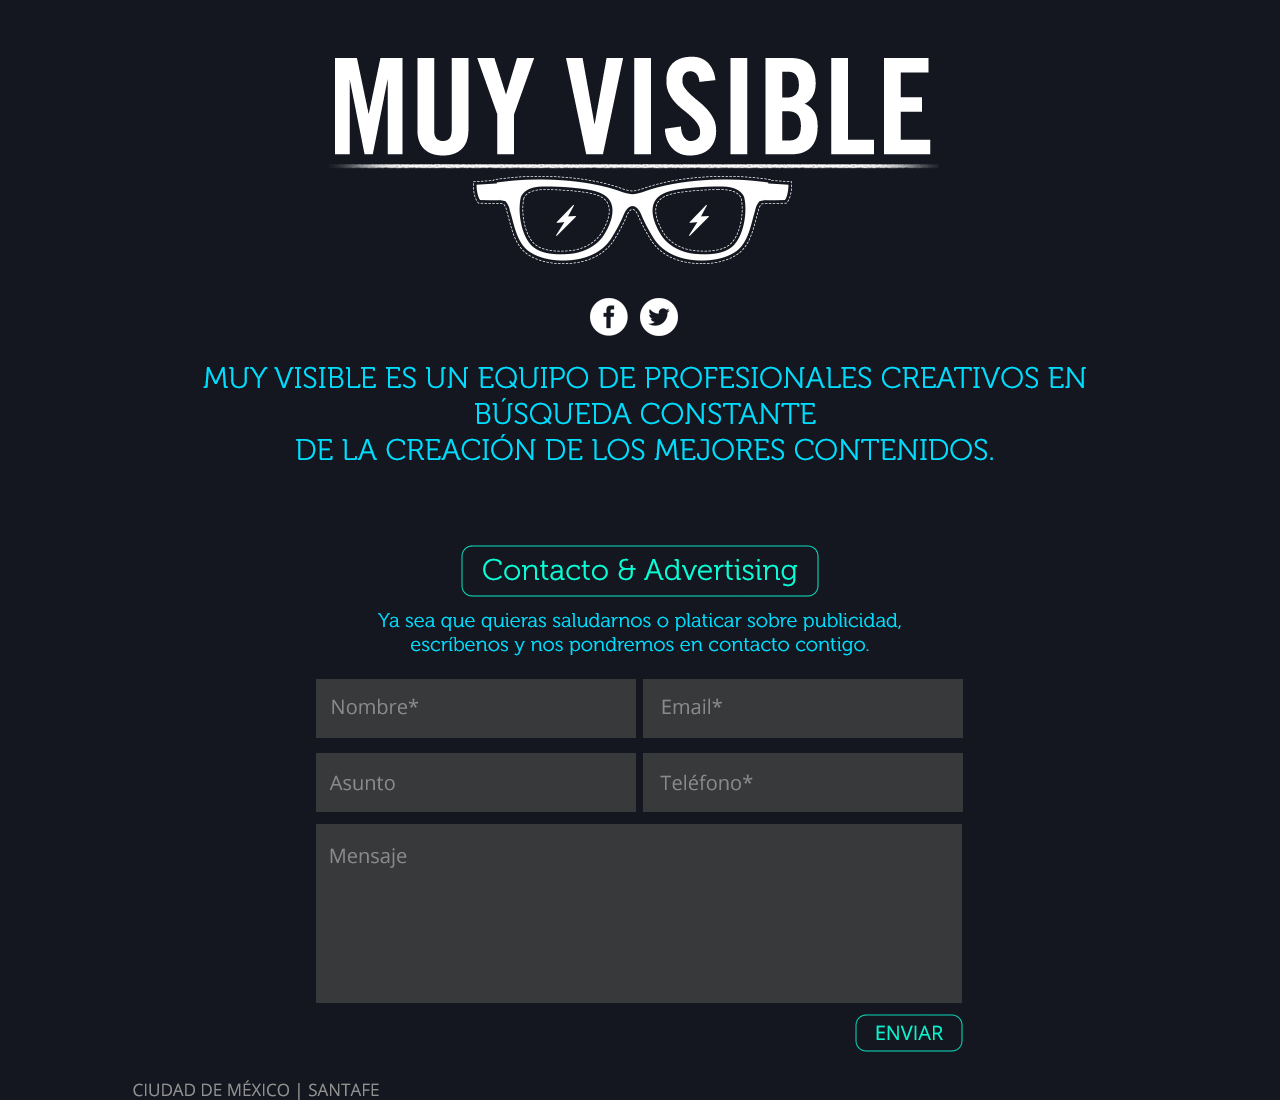 MUY VISIBLE
MUY VISIBLE ES UN EQUIPO DE PROFESIONALES CREATIVOS EN
BÚSQUEDA CONSTANTE
DE LA CREACIÓN DE LOS MEJORES CONTENIDOS.
Contacto & Advertising
Ya sea que quieras saludarnos o platicar sobre publicidad,
escríbenos y nos pondremos en contacto contigo.
Nombre*
Email*
Asunto
Teléfono*
Mensaje
ENVIAR
CIUDAD DE MÉXICO | SANTAFE